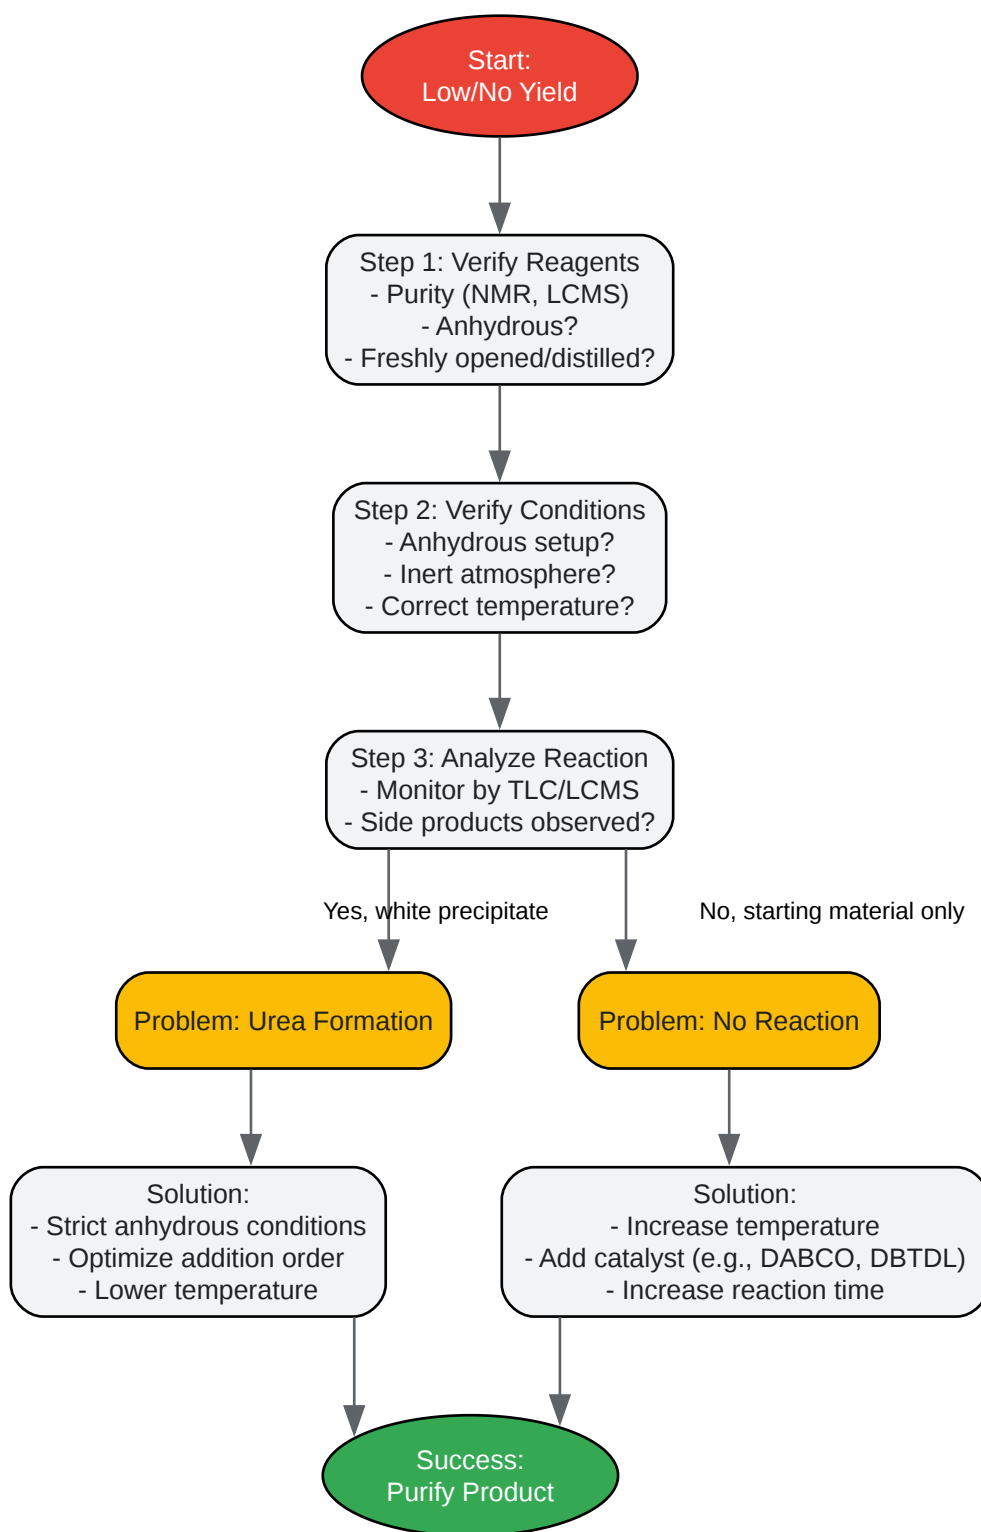 Start:
Low/No Yield
Step 1: Verify Reagents
- Purity (NMR, LCMS)
- Anhydrous?
- Freshly opened/distilled?
Step 2: Verify Conditions
- Anhydrous setup?
- Inert atmosphere?
- Correct temperature?
Step 3: Analyze Reaction
- Monitor by TLC/LCMS
- Side products observed?
Yes, white precipitate
No, starting material only
Problem: Urea Formation
Problem: No Reaction
Solution:
- Strict anhydrous conditions
- Optimize addition order
- Lower temperature
Solution:
- Increase temperature
- Add catalyst (e.g., DABCO, DBTDL)
- Increase reaction time
Success:
Purify Product